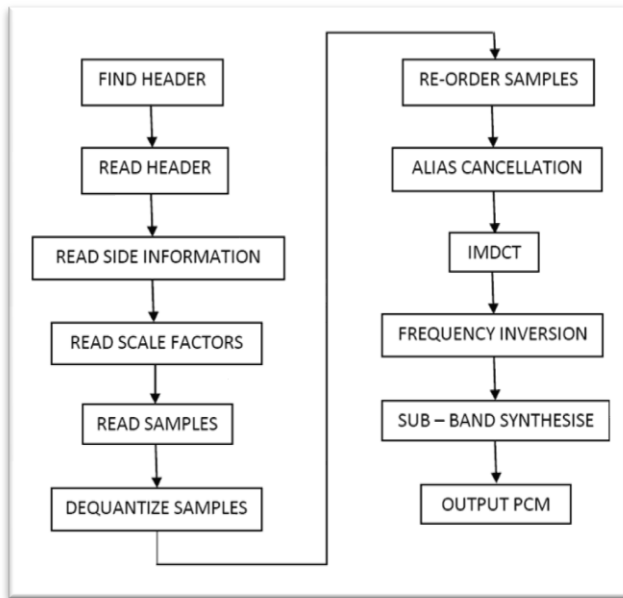 FIND HEADER
READ HEADER
READ SIDE INFORMATION
READ SCALE FACTORS
READ SAMPLES
DEQUANTIZE SAMPLES
RE-ORDER SAMPLES
ALIAS CANCELLATION
IMDCT
FREQUENCY INVERSION
SUB – BAND SYNTHESISE
OUTPUT PCM